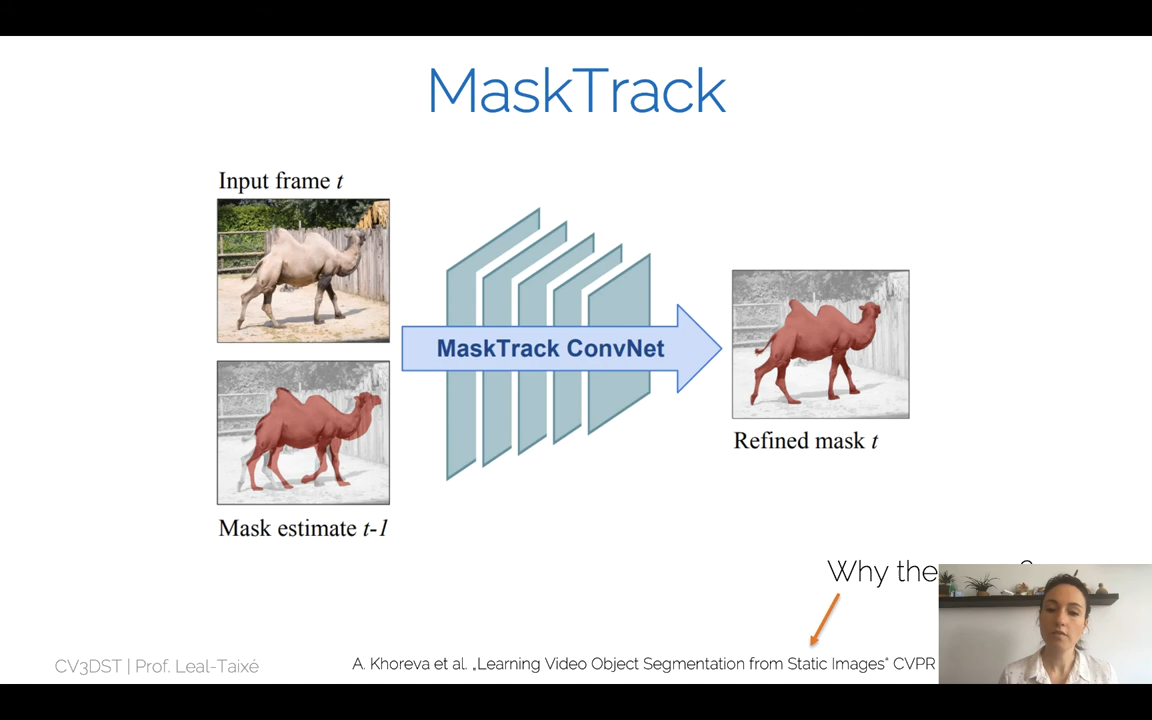 MaskTrack
Input frame t
MaskTrack ConvNet
Refined mask t
Mask estimate t-1
Why the
CV3DST | Prof. Leal-Taixé
A. Khoreva et al. „Learning Video Object Segmentation from Static Images“ CVPR